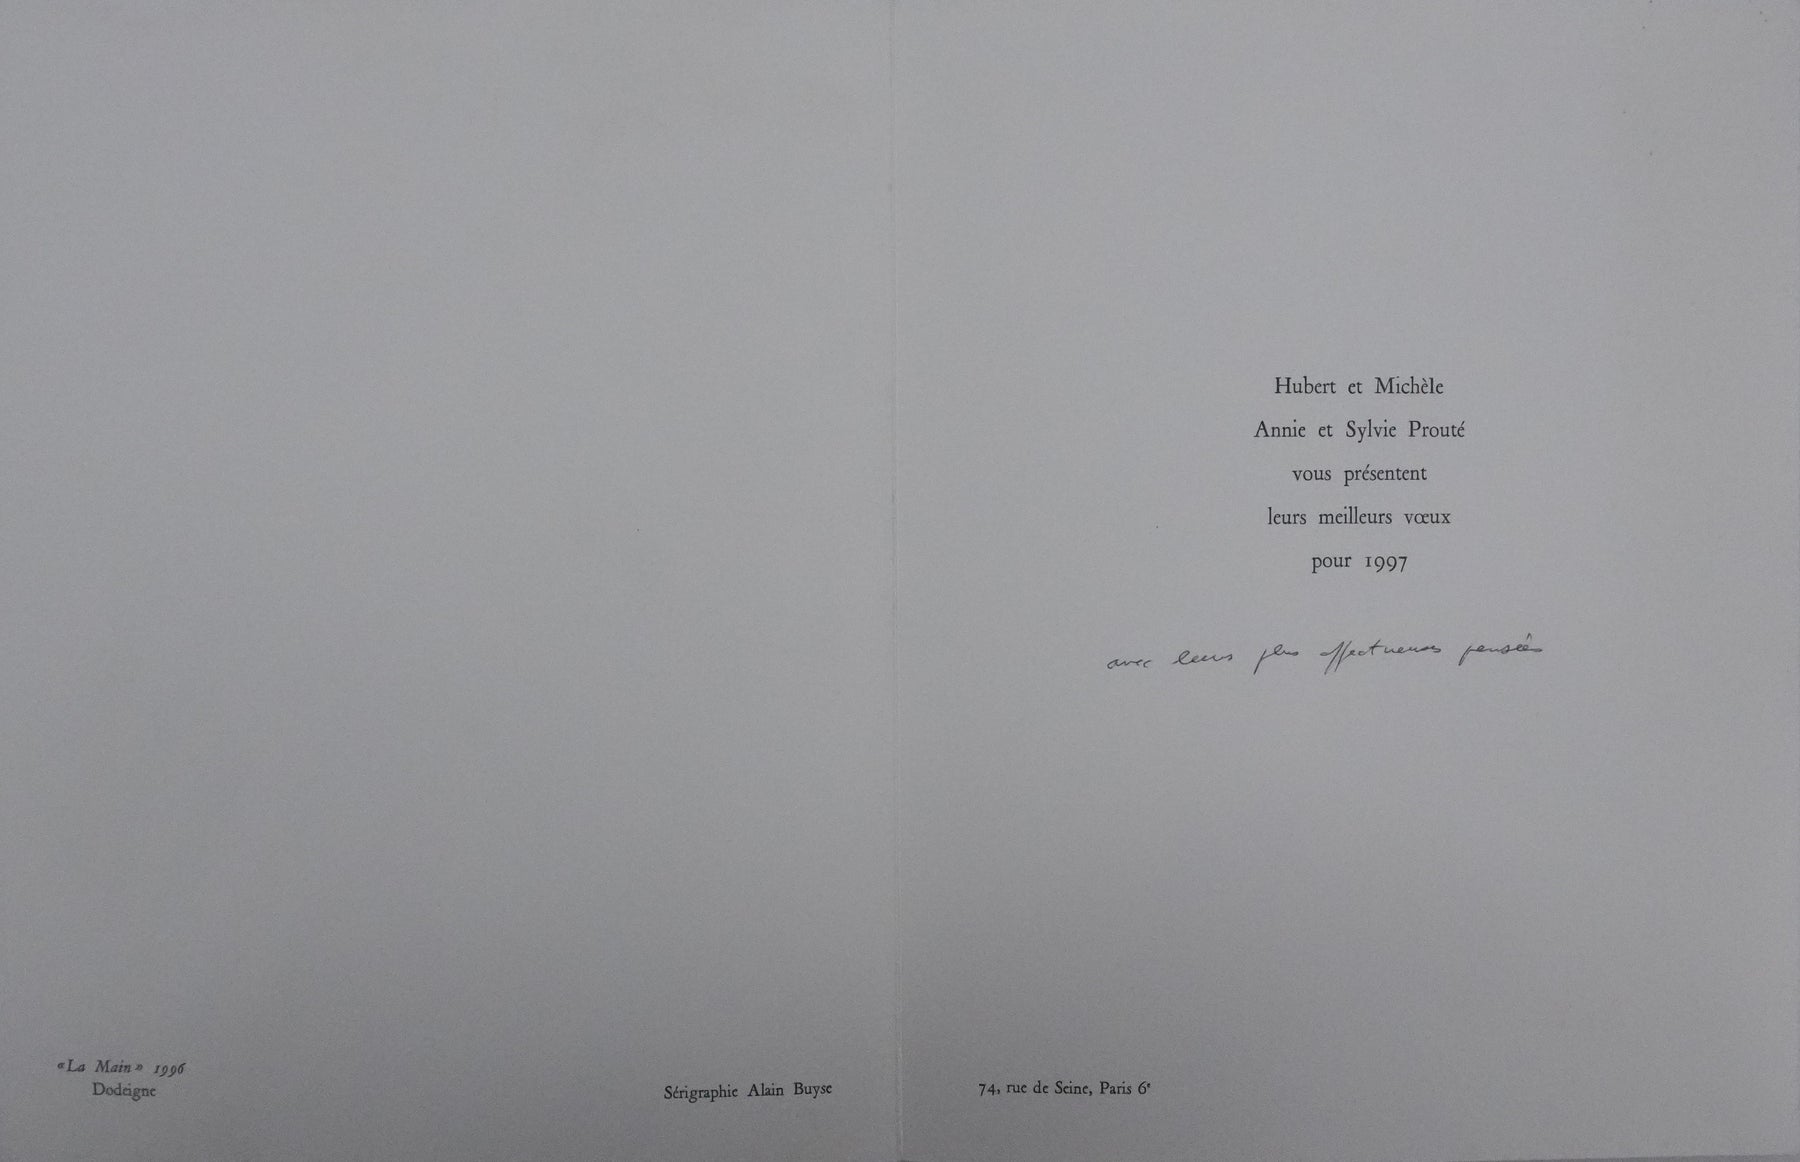 «La Main» 1996
Dodeigne
Sérigraphie Alain Buyse
Hubert et Michèle
Annie et Sylvie Prouté
vous présentent
leurs meilleurs vœux
pour 1997
avec leurs plus affectueuses pensées
74, rue de Seine, Paris 6ᵉ